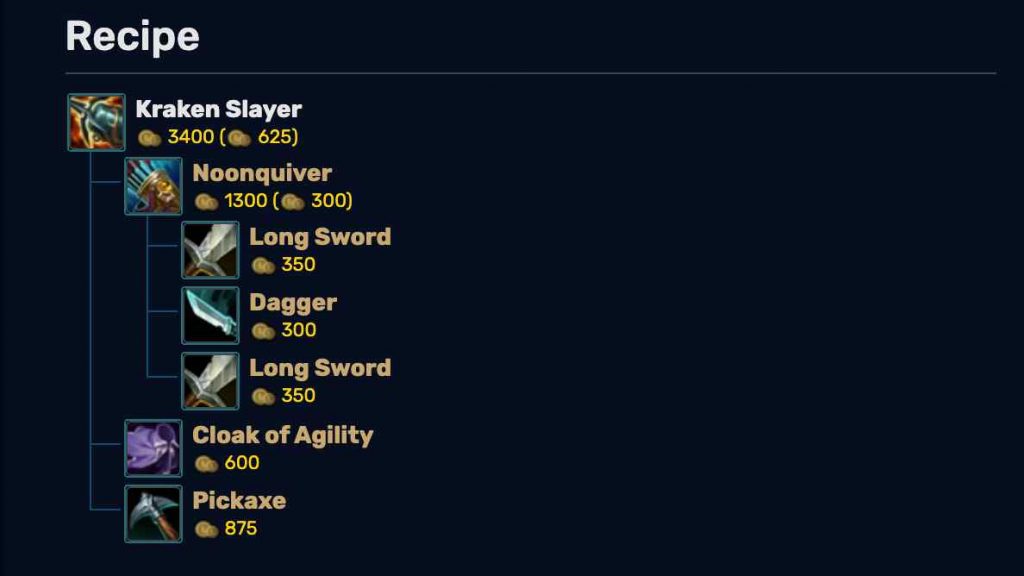 Recipe
Kraken Slayer
3400 (625)
Noonquiver
1300 (300)
Long Sword
350
Dagger
300
Long Sword
350
Cloak of Agility
600
Pickaxe
875